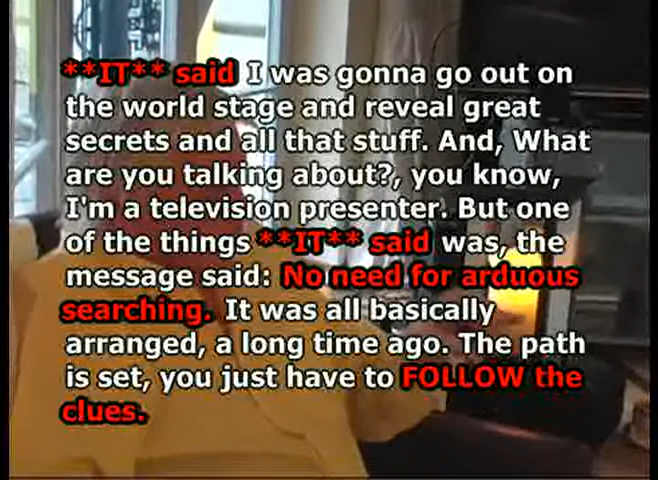 **IT** said I was gonna go out on
the world stage and reveal great
secrets and all that stuff. And, What
are you talking about?, you know,
I'm a television presenter. But one
of the things **IT** said was, the
message said: No need for arduous
searching. It was all basically
arranged, a long time ago. The path
is set, you just have to FOLLOW the
clues.